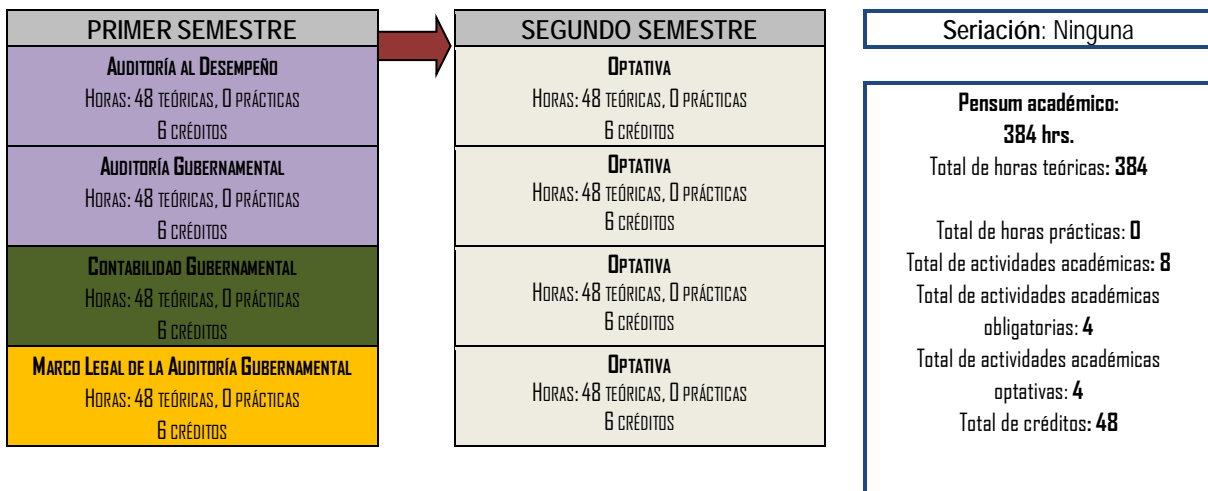 PRIMER SEMESTRE
AUDITORÍA AL DESEMPEÑO
HORAS: 48 TEÓRICAS, 0 PRÁCTICAS
6 CRÉDITOS
AUDITORÍA GUBERNAMENTAL
HORAS: 48 TEÓRICAS, 0 PRÁCTICAS
6 CRÉDITOS
CONTABILIDAD GUBERNAMENTAL
HORAS: 48 TEÓRICAS, 0 PRÁCTICAS
6 CRÉDITOS
MARCO LEGAL DE LA AUDITORÍA GUBERNAMENTAL
HORAS: 48 TEÓRICAS, 0 PRÁCTICAS
6 CRÉDITOS
SEGUNDO SEMESTRE
OPTATIVA
HORAS: 48 TEÓRICAS, 0 PRÁCTICAS
6 CRÉDITOS
OPTATIVA
HORAS: 48 TEÓRICAS, 0 PRÁCTICAS
6 CRÉDITOS
OPTATIVA
HORAS: 48 TEÓRICAS, 0 PRÁCTICAS
6 CRÉDITOS
OPTATIVA
HORAS: 48 TEÓRICAS, 0 PRÁCTICAS
6 CRÉDITOS
Seriación: Ninguna
Pensum académico:
384 hrs.
Total de horas teóricas: 384
Total de horas prácticas: 0
Total de actividades académicas: 8
Total de actividades académicas
obligatorias: 4
Total de actividades académicas
optativas: 4
Total de créditos: 48